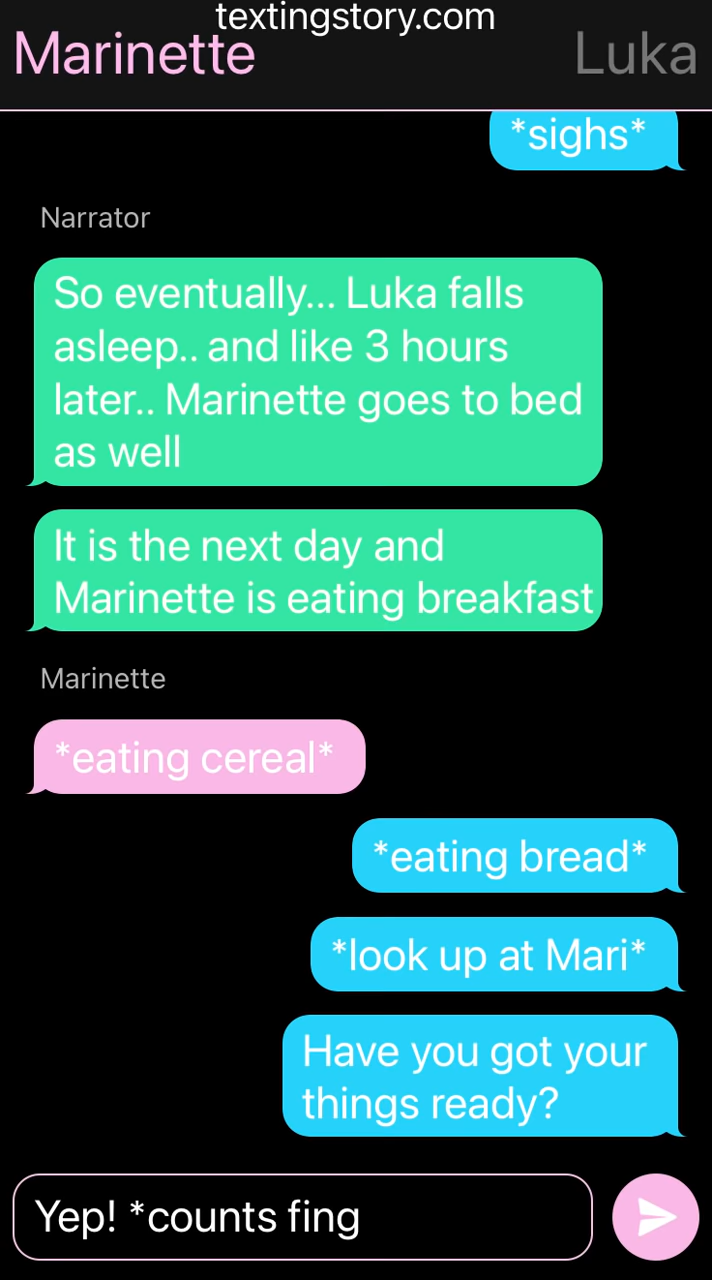 textingstory.com
Marinette
Luka
*sighs*
Narrator
So eventually... Luka falls
asleep.. and like 3 hours
later.. Marinette goes to bed
as well
It is the next day and
Marinette is eating breakfast
Marinette
*eating cereal*
*eating bread*
*look up at Mari*
Have you got your
things ready?
Yep! *counts fing